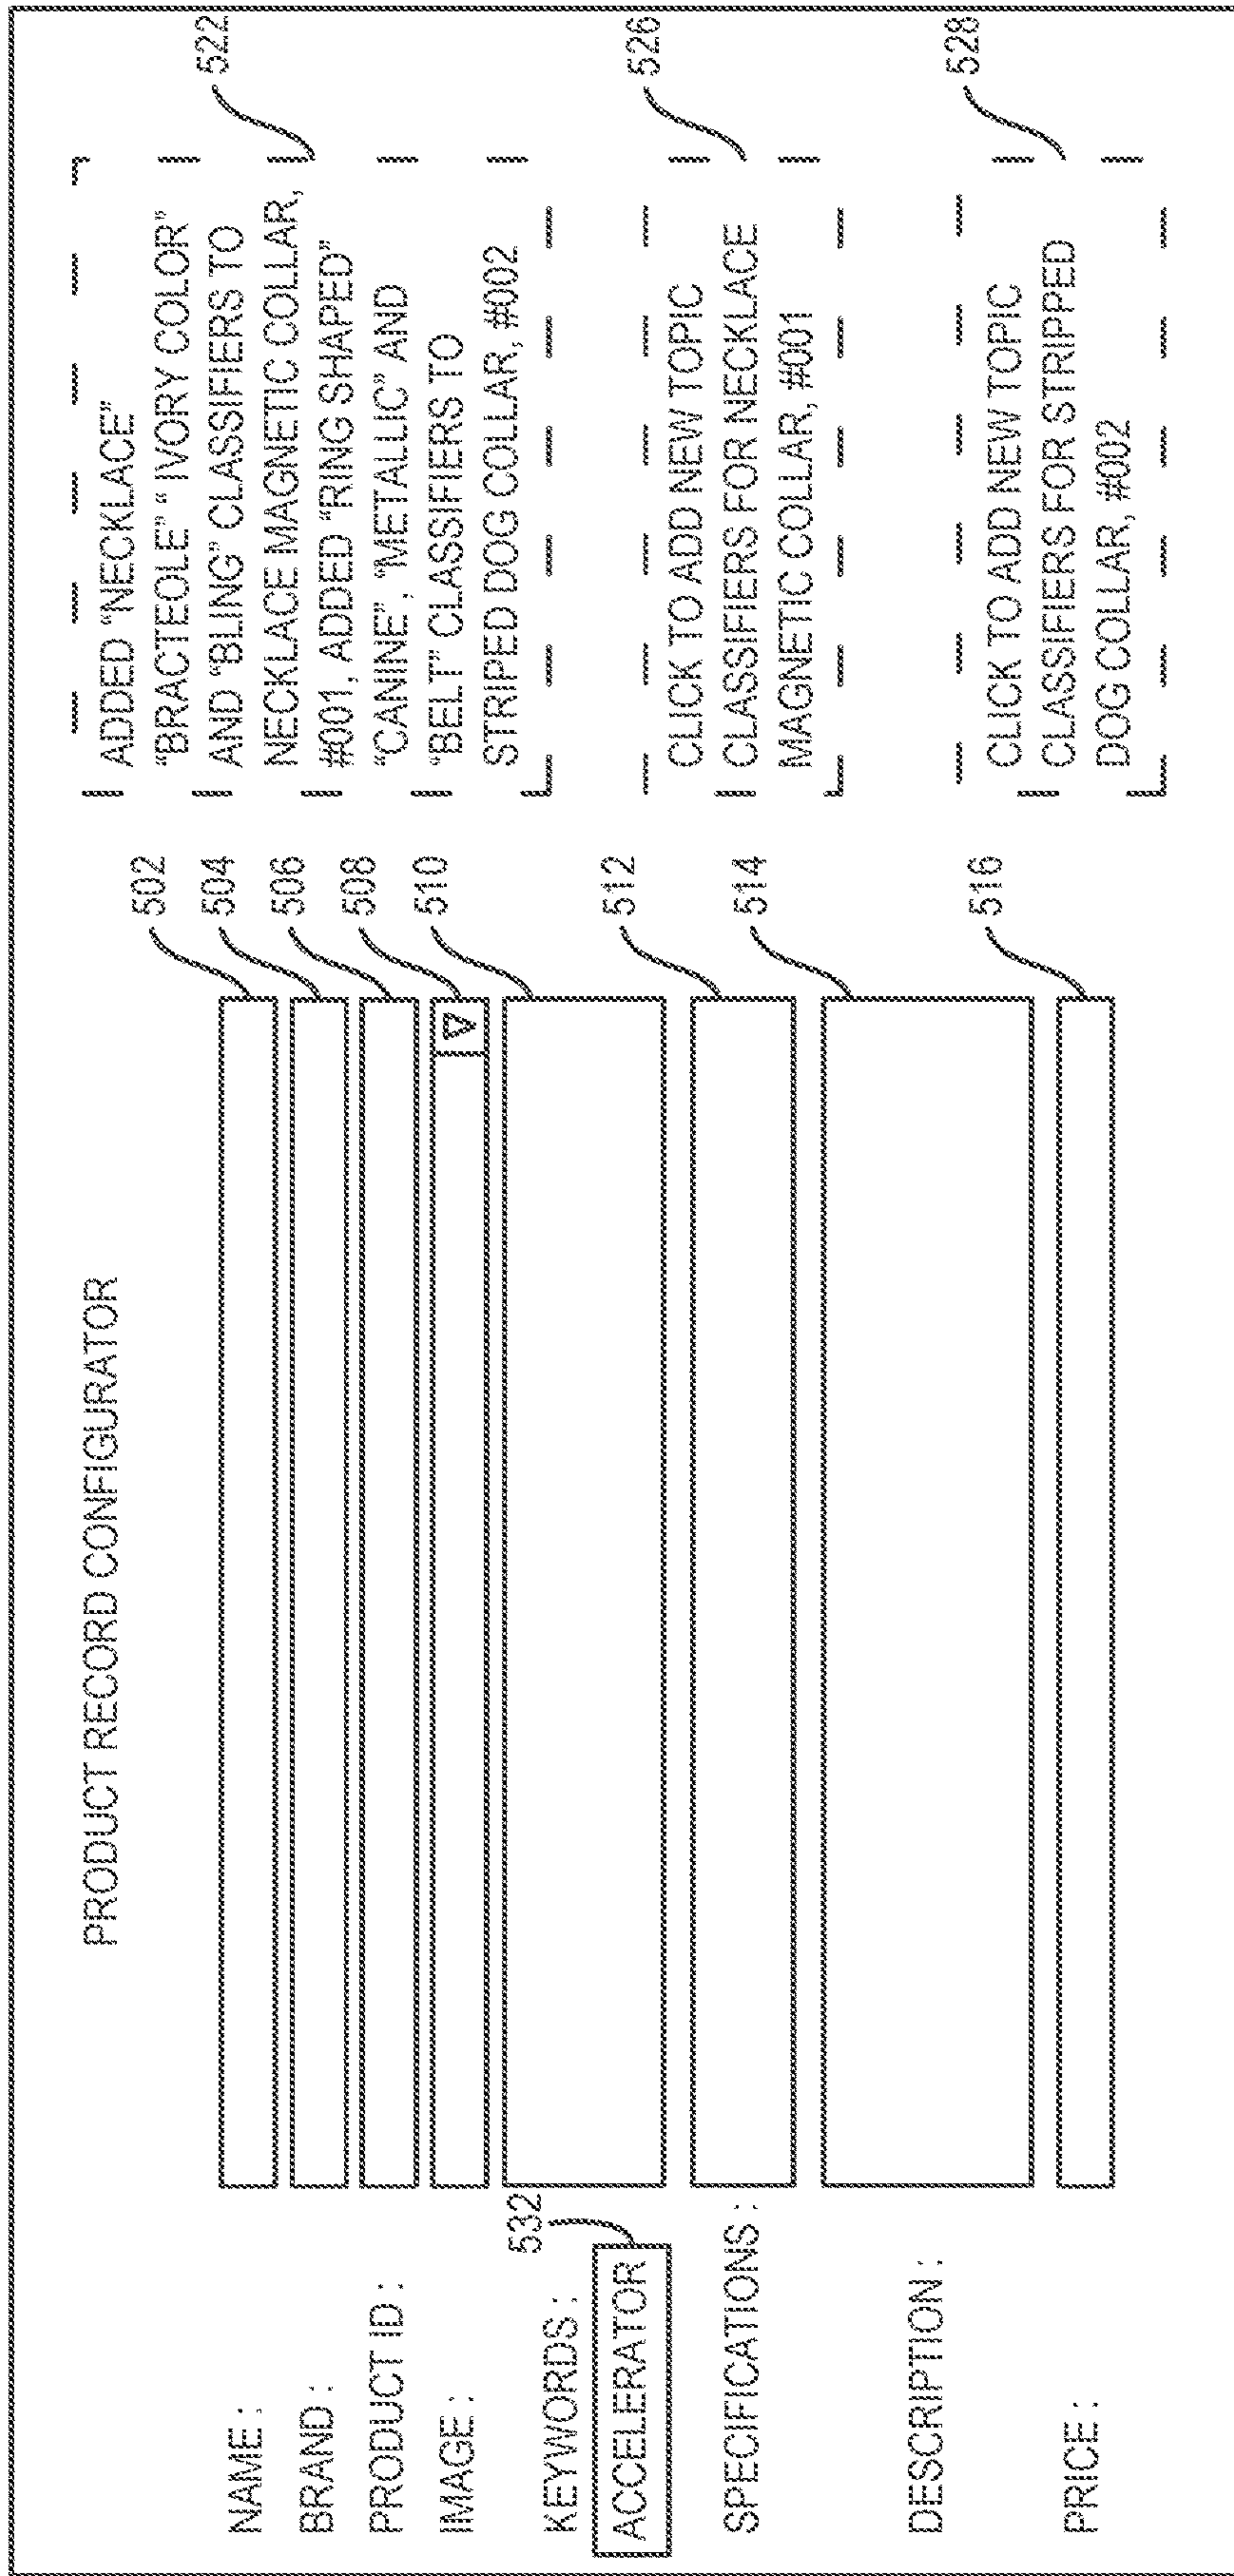 PRODUCT RECORD CONFIGURATOR
NAME :
502
BRAND :
504
PRODUCT ID :
506
IMAGE :
508
KEYWORDS :
510
532
ACCELERATOR
SPECIFICATIONS :
512
DESCRIPTION :
514
PRICE :
516
ADDED “NECKLACE”
“BRACTEOLE” “ IVORY COLOR”
AND “BLING” CLASSIFIERS TO
NECKLACE MAGNETIC COLLAR,
#001, ADDED “RING SHAPED”
“CANINE”, “METALLIC” AND
“BELT” CLASSIFIERS TO
STRIPED DOG COLLAR, #002
522
CLICK TO ADD NEW TOPIC
CLASSIFIERS FOR NECKLACE
MAGNETIC COLLAR, #001
526
CLICK TO ADD NEW TOPIC
CLASSIFIERS FOR STRIPPED
DOG COLLAR, #002
528